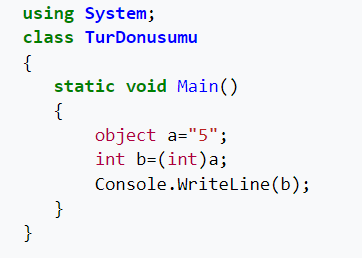 using System;
class TurDonusumu
{
   static void Main()
   {
       object a="5";
       int b=(int)a;
       Console.WriteLine(b);
   }
}